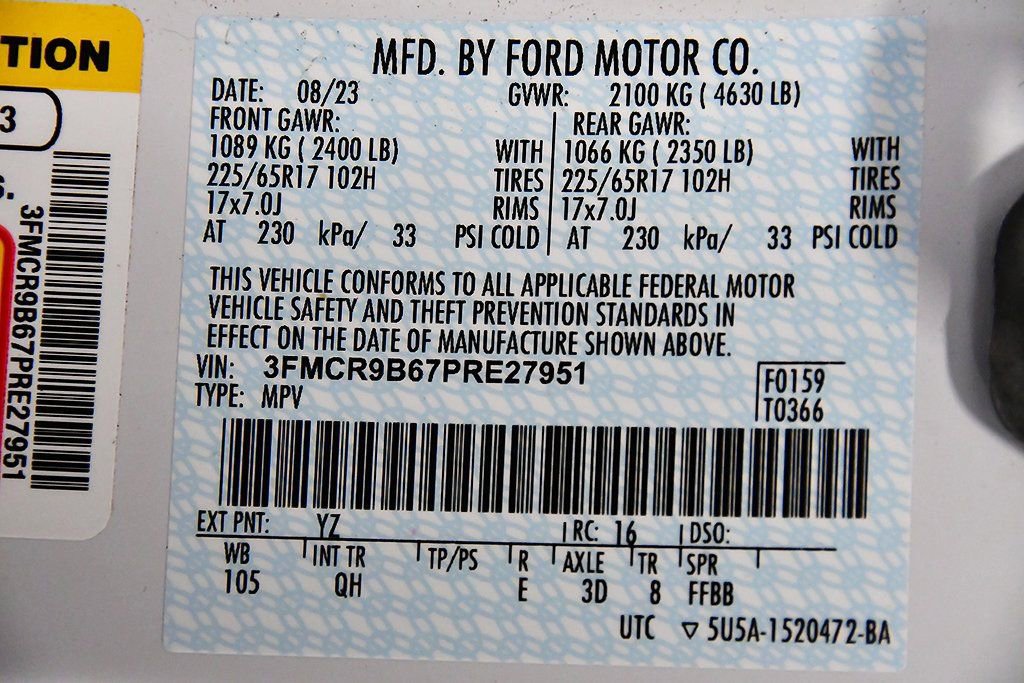 TION
3
S.
3FMCR9B67PRE27951
MFD. BY FORD MOTOR CO.
DATE: 08/23 GVWR: 2100 KG ( 4630 LB)
FRONT GAWR: REAR GAWR:
1089 KG ( 2400 LB) WITH 1066 KG ( 2350 LB) WITH
225/65R17 102H TIRES 225/65R17 102H TIRES
17x7.0J RIMS 17x7.0J RIMS
AT 230 kPa/ 33 PSI COLD AT 230 kPa/ 33 PSI COLD
THIS VEHICLE CONFORMS TO ALL APPLICABLE FEDERAL MOTOR
VEHICLE SAFETY AND THEFT PREVENTION STANDARDS IN
EFFECT ON THE DATE OF MANUFACTURE SHOWN ABOVE.
VIN: 3FMCR9B67PRE27951
TYPE: MPV
F0159
T0366
EXT PNT: YZ RC: 16 DSO:
WB INT TR TP/PS R AXLE TR SPR
105 QH E 3D 8 FFBB
UTC ▽ 5U5A-1520472-BA